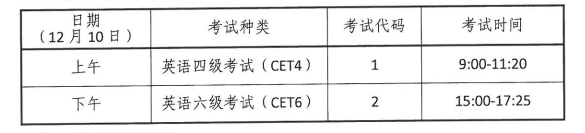 日期 考试种类 考试代码 考试时间
（12月10日）
上午 英语四级考试（CET4） 1 9:00-11:20
下午 英语六级考试（CET6） 2 15:00-17:25